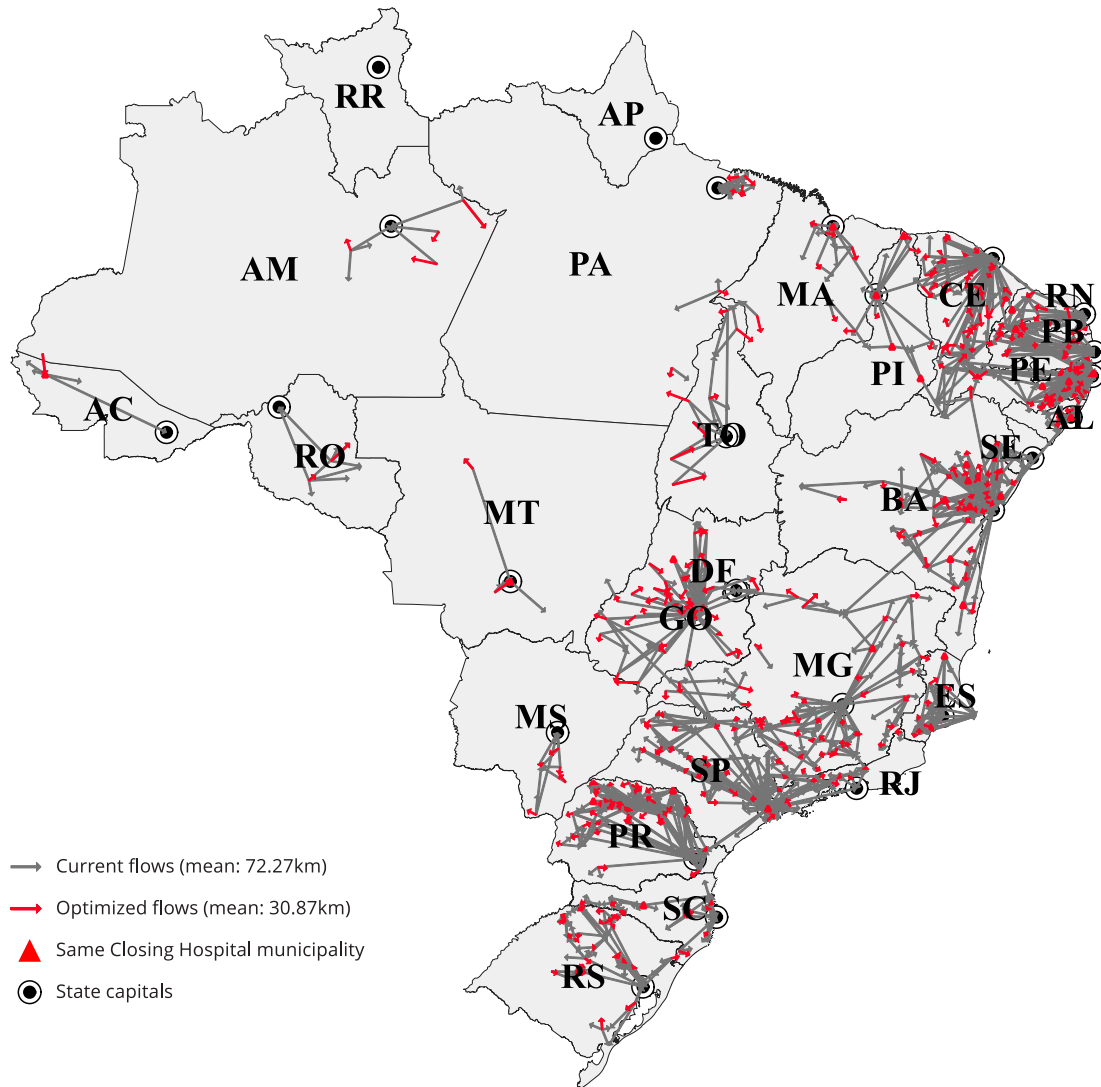 RR
AP
AM
PA
MA
CE
RN
PB
PI
PE
AL
AC
TO
SE
RO
BA
MT
DF
GO
MG
ES
MS
SP
RJ
PR
SC
RS
Current flows (mean: 72.27km)
Optimized flows (mean: 30.87km)
Same Closing Hospital municipality
State capitals